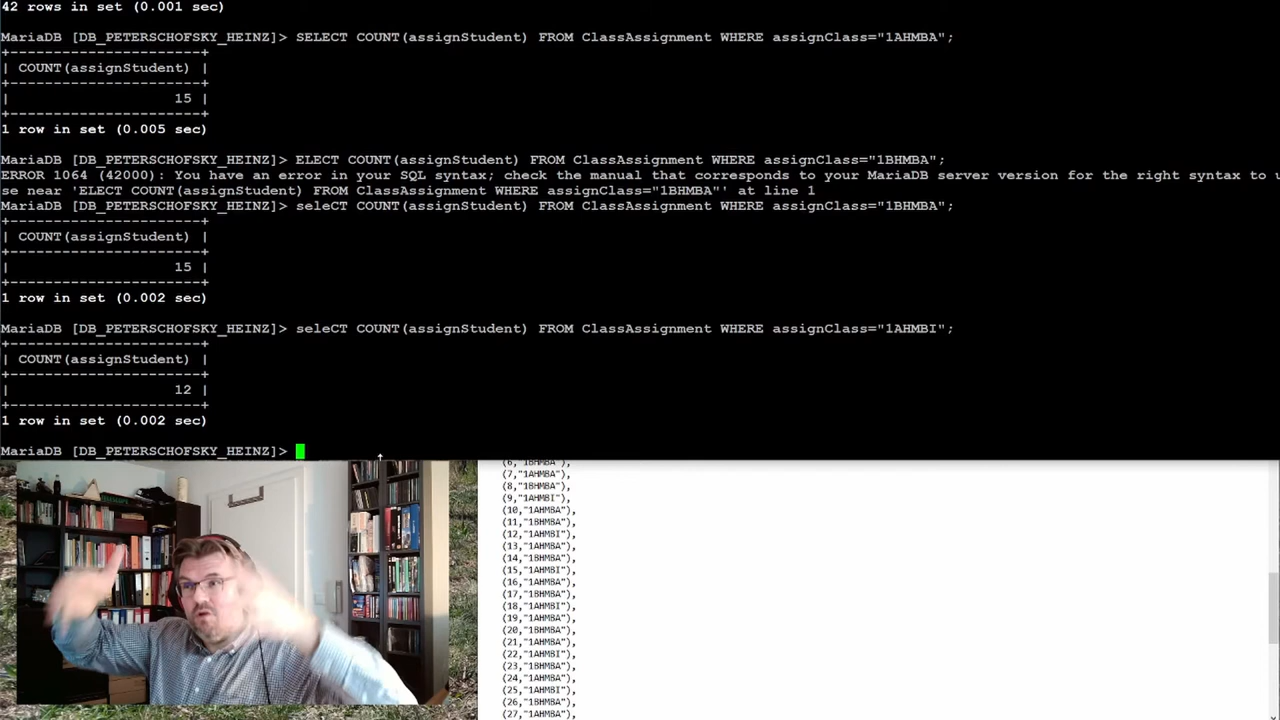 42 rows in set (0.001 sec)
MariaDB [DB_PETERSCHOFSKY_HEINZ]> SELECT COUNT(assignStudent) FROM ClassAssignment WHERE assignClass="1AHMBA";
+----------------------+
| COUNT(assignStudent) |
+----------------------+
|                   15 |
+----------------------+
1 row in set (0.005 sec)
MariaDB [DB_PETERSCHOFSKY_HEINZ]> ELECT COUNT(assignStudent) FROM ClassAssignment WHERE assignClass="1BHMBA";
ERROR 1064 (42000): You have an error in your SQL syntax; check the manual that corresponds to your MariaDB server version for the right syntax to u
se near 'ELECT COUNT(assignStudent) FROM ClassAssignment WHERE assignClass="1BHMBA"' at line 1
MariaDB [DB_PETERSCHOFSKY_HEINZ]> seleCT COUNT(assignStudent) FROM ClassAssignment WHERE assignClass="1BHMBA";
+----------------------+
| COUNT(assignStudent) |
+----------------------+
|                   15 |
+----------------------+
1 row in set (0.002 sec)
MariaDB [DB_PETERSCHOFSKY_HEINZ]> seleCT COUNT(assignStudent) FROM ClassAssignment WHERE assignClass="1AHMBI";
+----------------------+
| COUNT(assignStudent) |
+----------------------+
|                   12 |
+----------------------+
1 row in set (0.002 sec)
MariaDB [DB_PETERSCHOFSKY_HEINZ]>
(6,"1BHMBA"),
(7,"1AHMBA"),
(8,"1BHMBA"),
(9,"1AHMBI"),
(10,"1AHMBA"),
(11,"1BHMBA"),
(12,"1AHMBI"),
(13,"1AHMBA"),
(14,"1BHMBA"),
(15,"1AHMBI"),
(16,"1AHMBA"),
(17,"1BHMBA"),
(18,"1AHMBI"),
(19,"1AHMBA"),
(20,"1BHMBA"),
(21,"1AHMBI"),
(22,"1AHMBI"),
(23,"1BHMBA"),
(24,"1AHMBA"),
(25,"1AHMBI"),
(26,"1BHMBA"),
(27,"1AHMBA"),